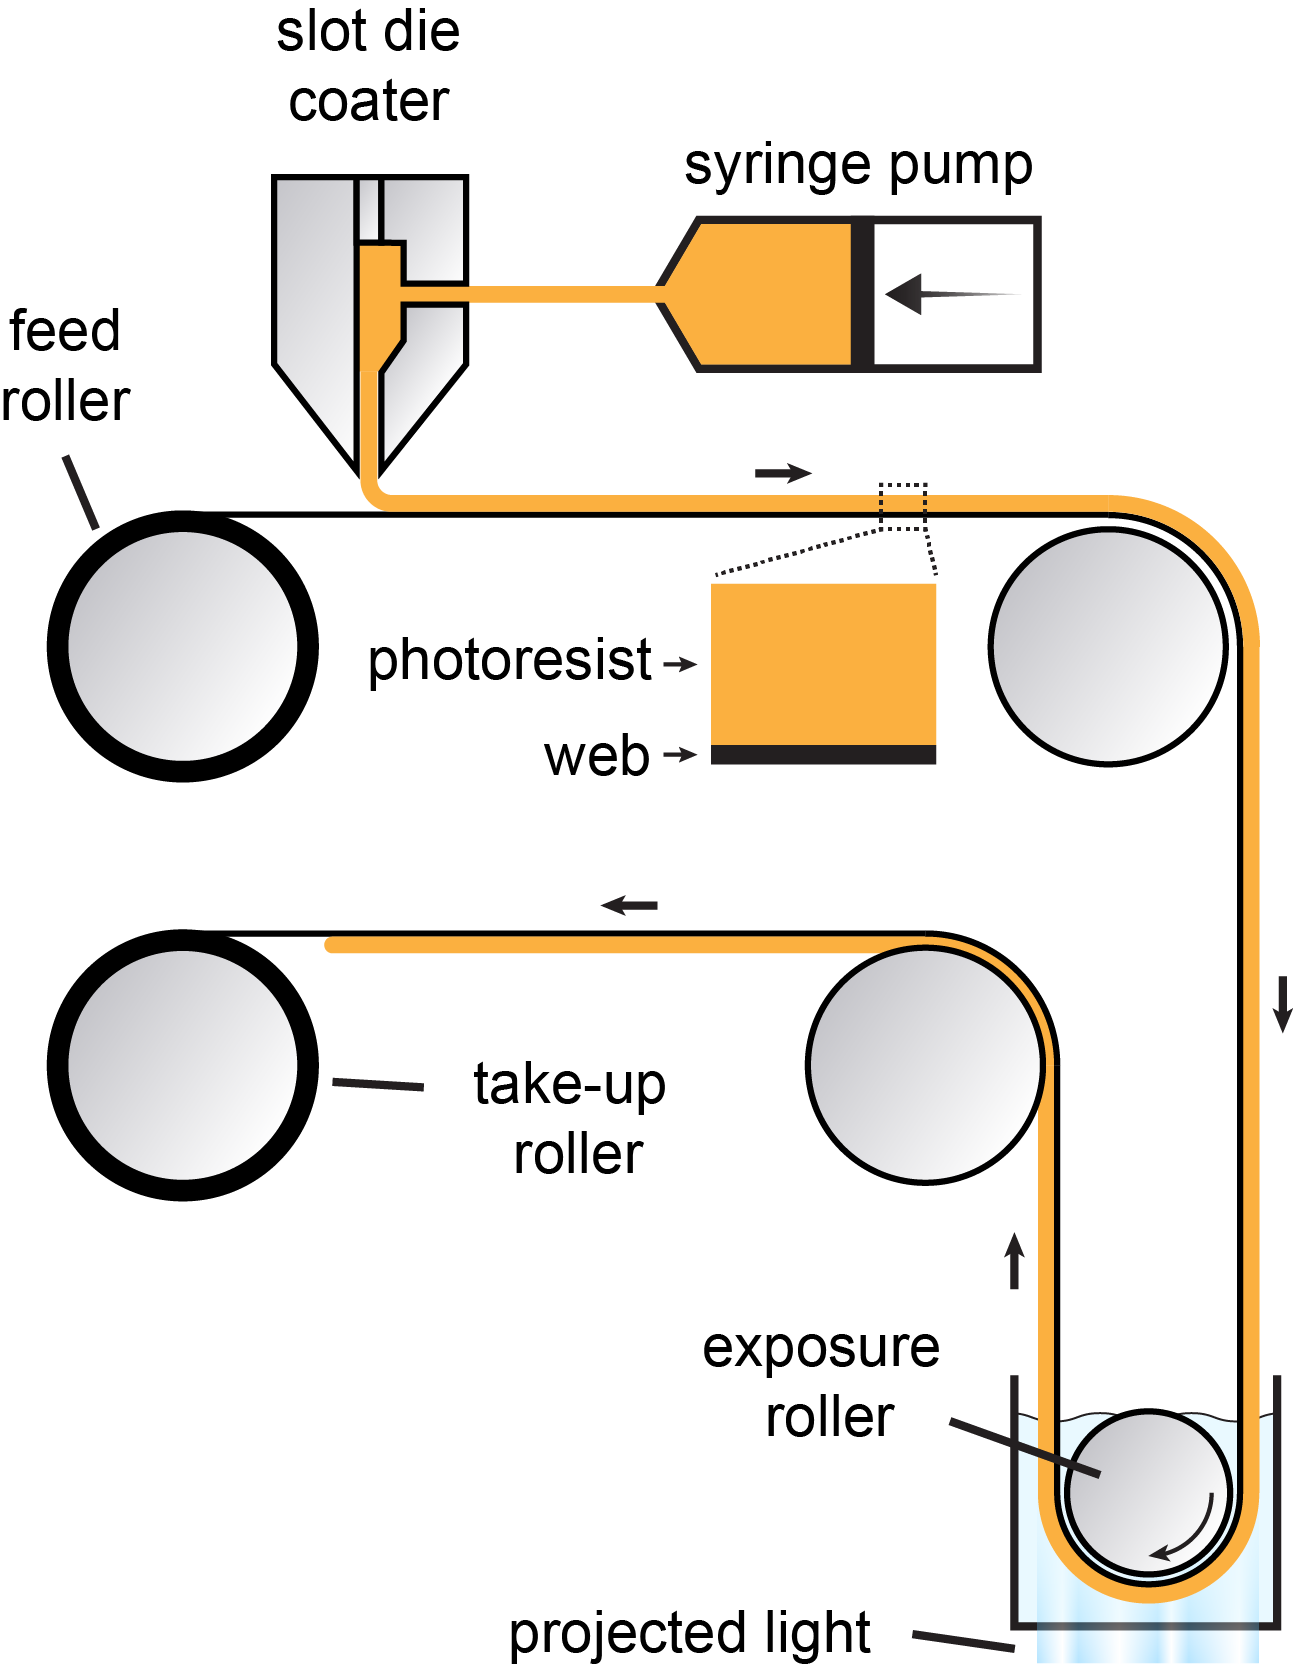 slot die
coater
syringe pump
feed
roller
photoresist
web
take-up
roller
exposure
roller
projected light